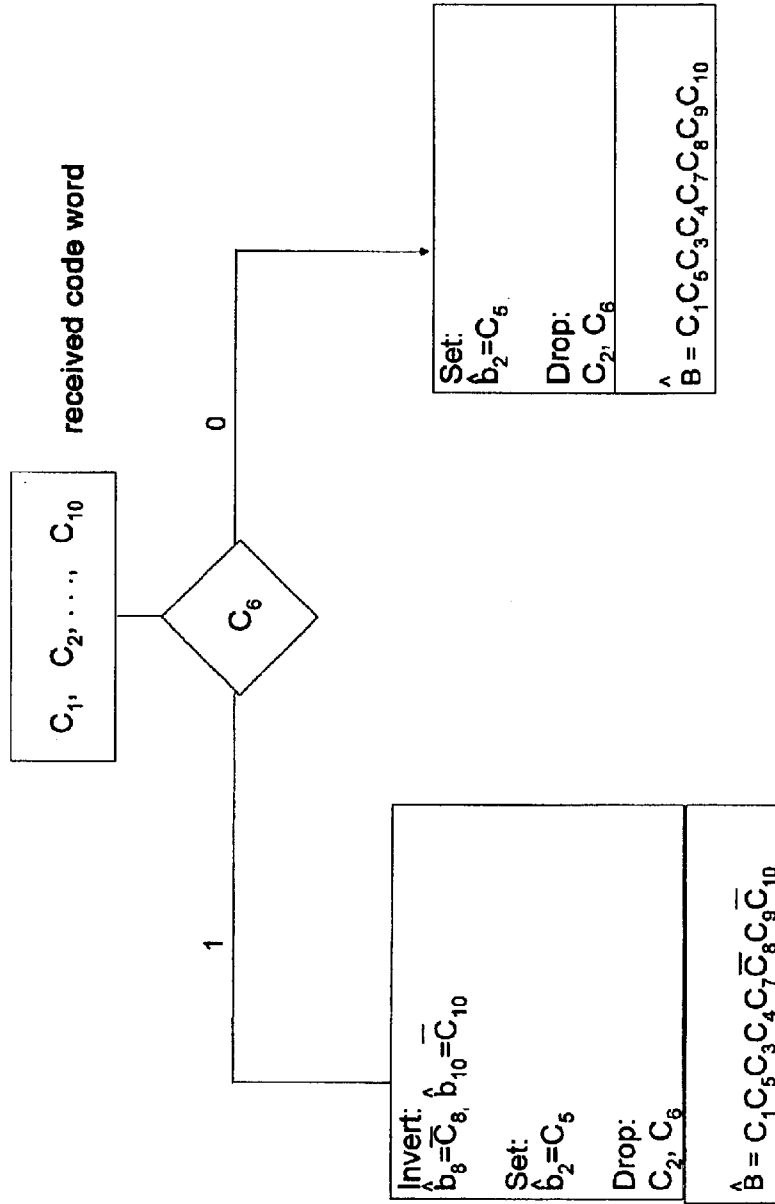 C₁, C₂, . . . , C₁₀
received code word
C₆
1
0
Invert:
b̂₈=C̅₈, b̂₁₀=C̅₁₀
Set:
b̂₂=C₅
Drop:
C₂, C₆
B̂ = C₁C₅C₃C₄C₇C̅₈C₉C̅₁₀
Set:
b̂₂=C₅
Drop:
C₂, C₆
B̂ = C₁C₅C₃C₄C₇C₈C₉C₁₀